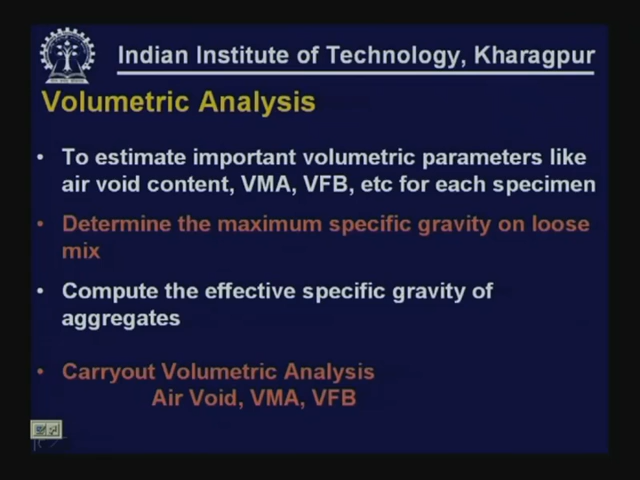 Indian Institute of Technology, Kharagpur
Volumetric Analysis
• To estimate important volumetric parameters like
air void content, VMA, VFB, etc for each specimen
• Determine the maximum specific gravity on loose
mix
• Compute the effective specific gravity of
aggregates
• Carryout Volumetric Analysis
Air Void, VMA, VFB